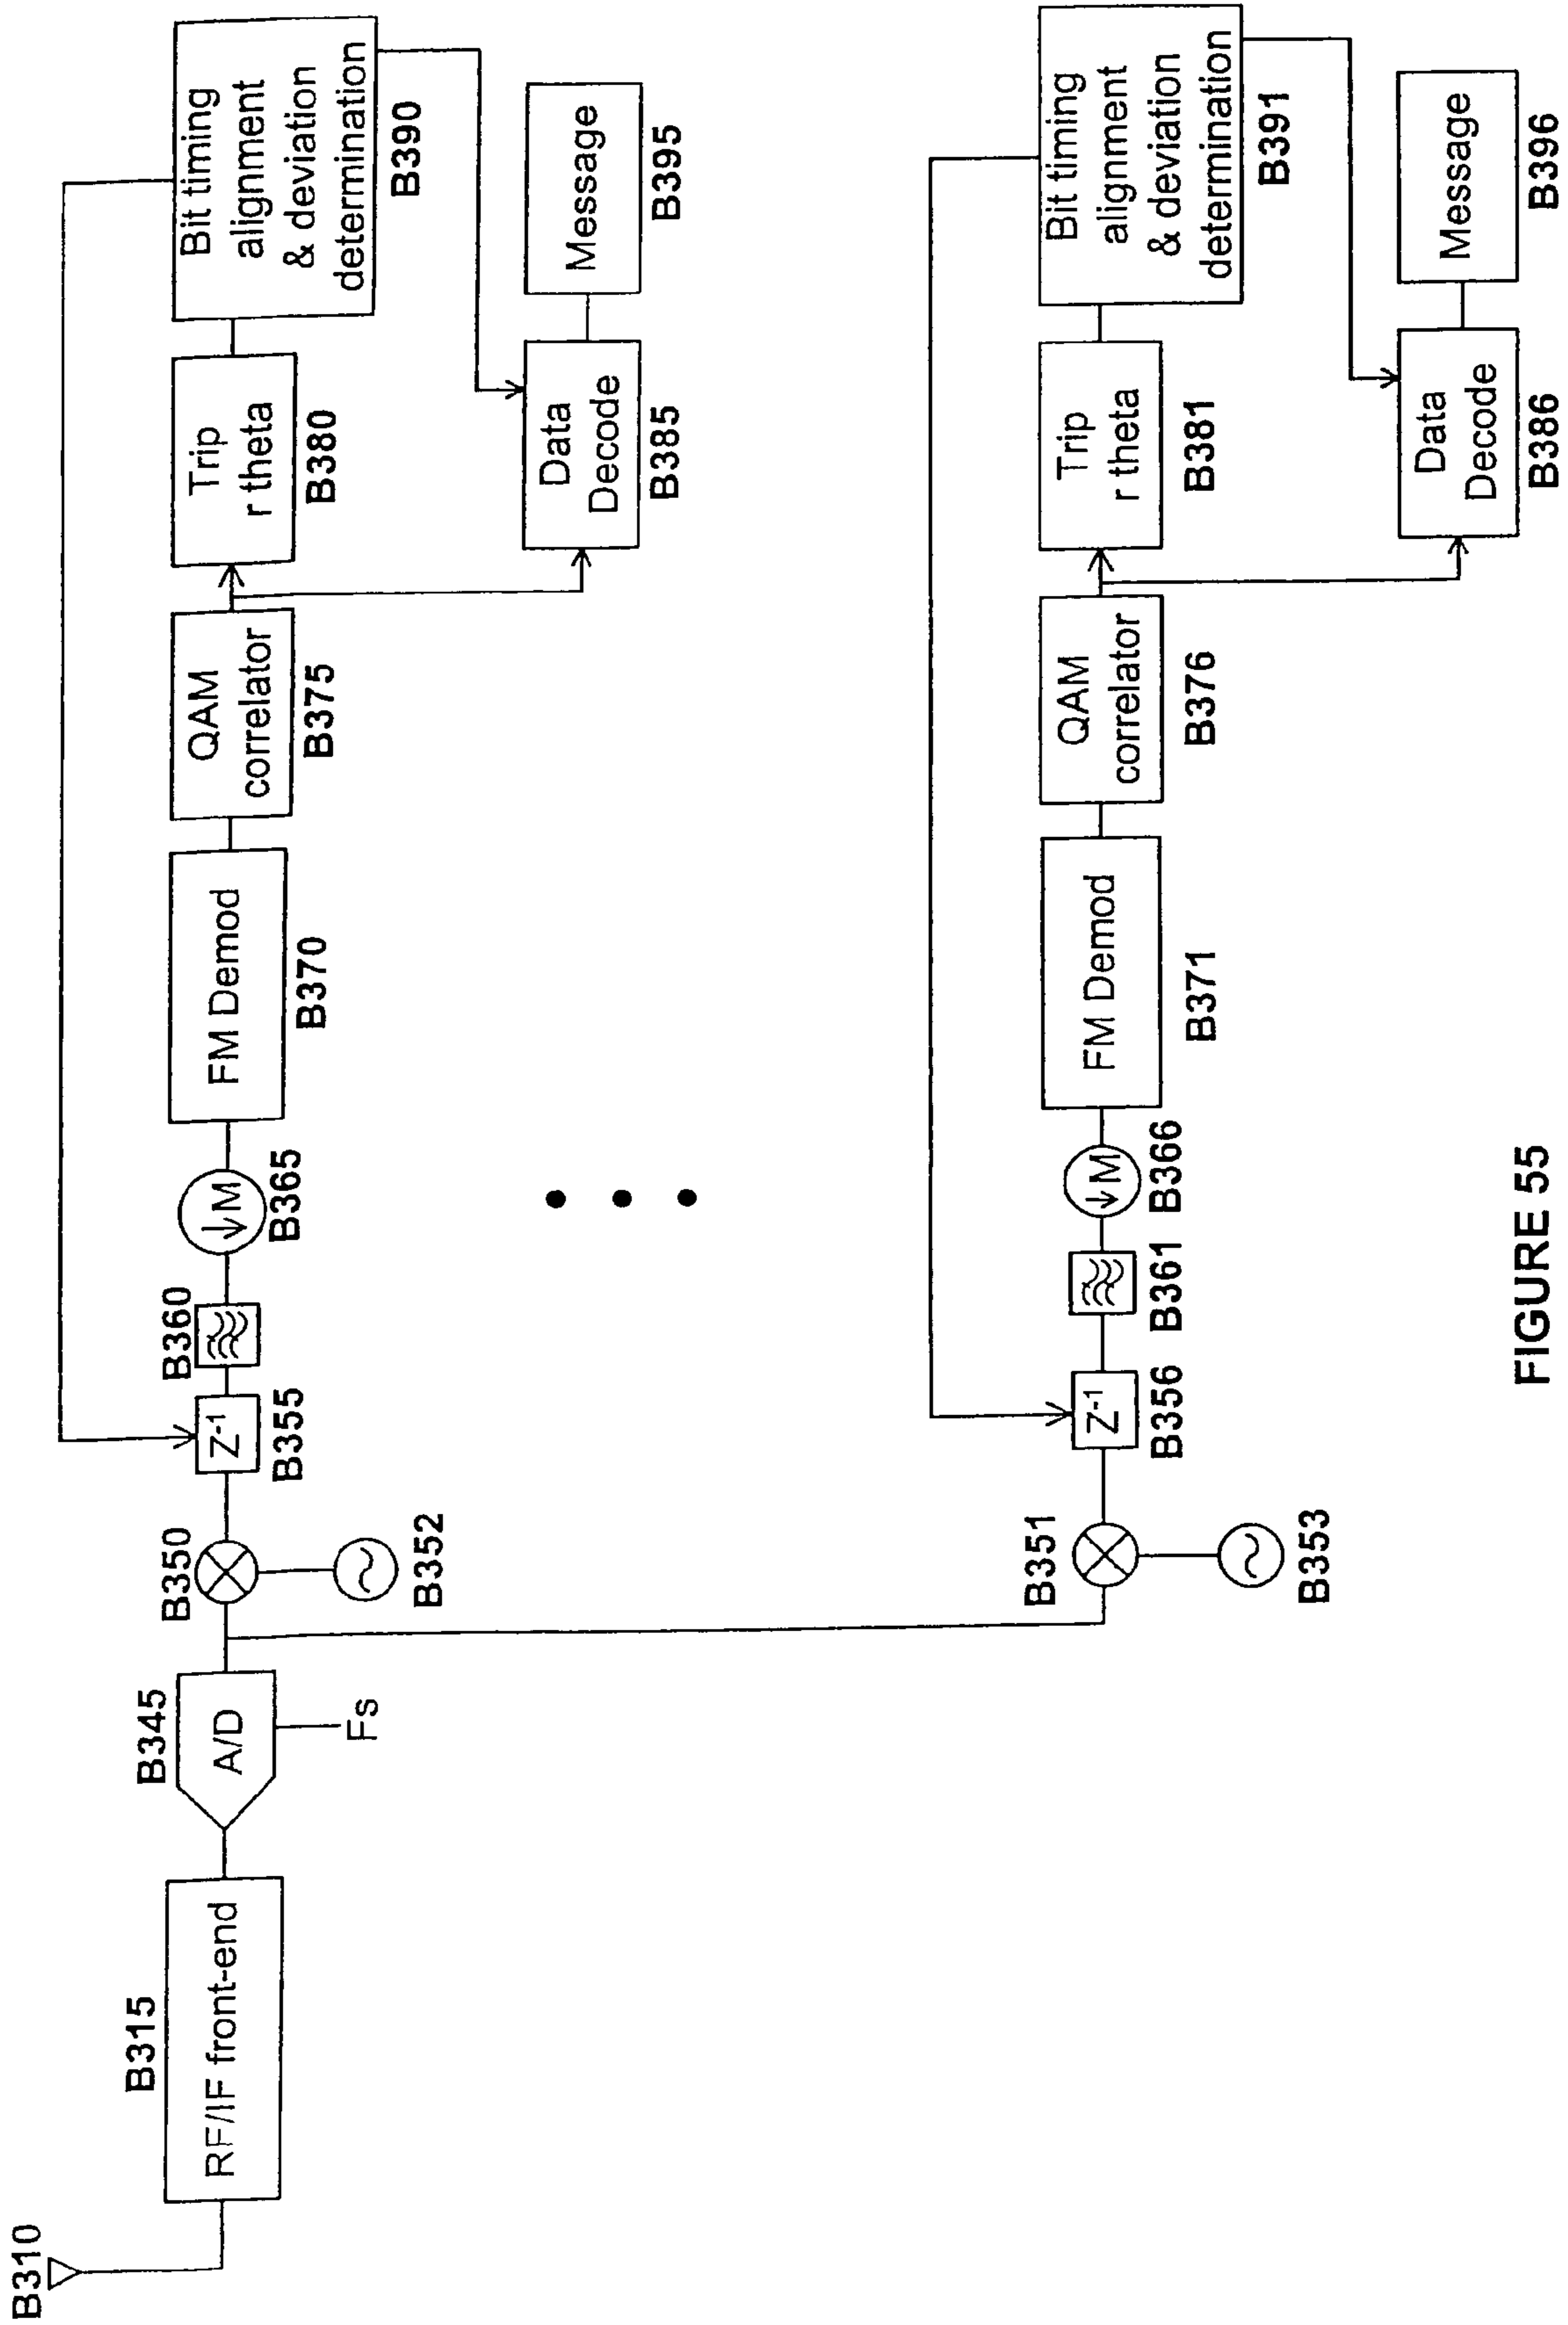 B310
B315
RF/IF front-end
B345
A/D
Fs
B350
B352
Z-1
B355
B360
↓M
B365
FM Demod
B370
QAM
correlator
B375
Trip
r theta
B380
Bit timing
alignment
& deviation
determination
B390
Data
Decode
B385
Message
B395
B351
B353
Z-1
B356
B361
↓M
B366
FM Demod
B371
QAM
correlator
B376
Trip
r theta
B381
Bit timing
alignment
& deviation
determination
B391
Data
Decode
B386
Message
B396
FIGURE 55